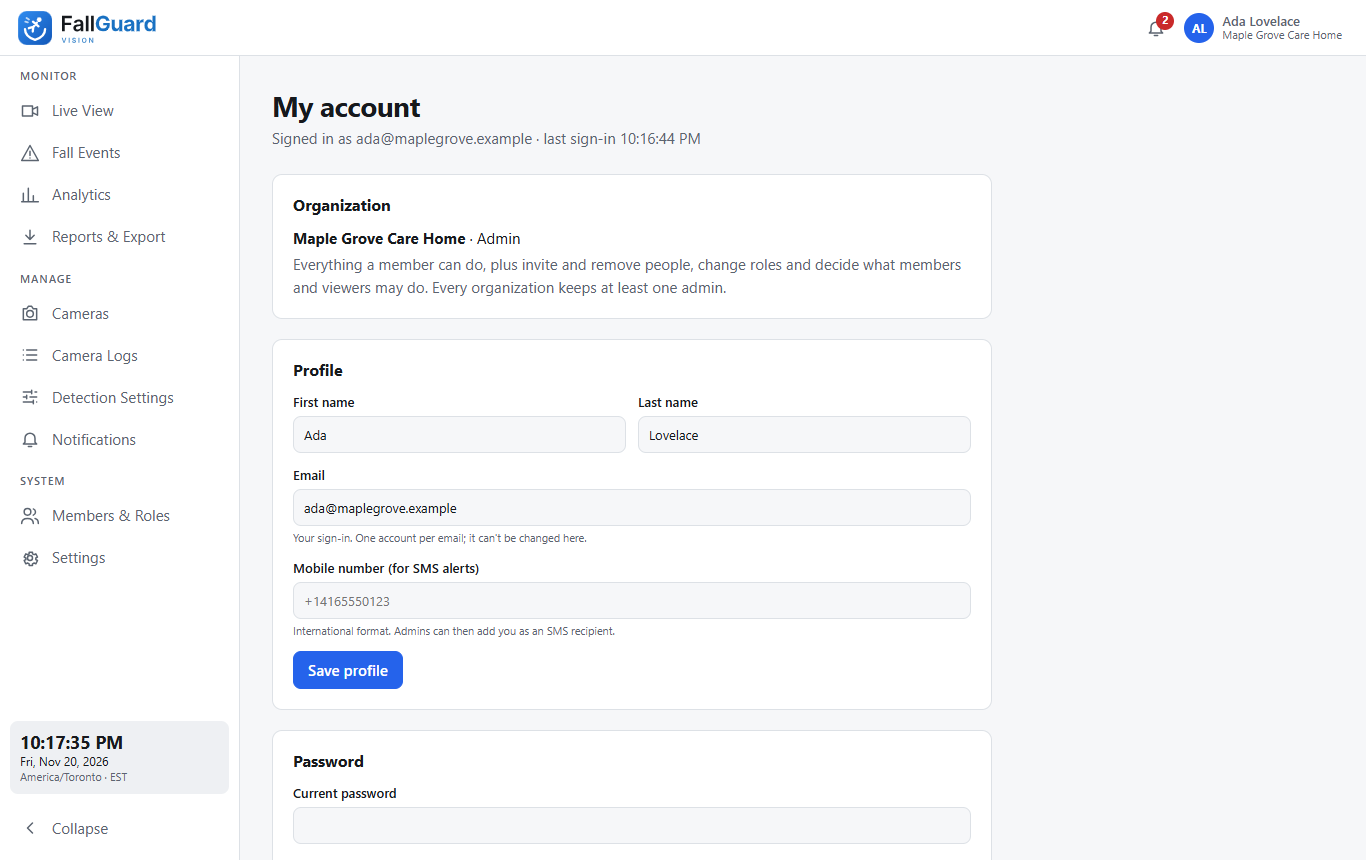 FallGuard
VISION
2
AL
Ada Lovelace
Maple Grove Care Home
MONITOR
Live View
Fall Events
Analytics
Reports & Export
MANAGE
Cameras
Camera Logs
Detection Settings
Notifications
SYSTEM
Members & Roles
Settings
10:17:35 PM
Fri, Nov 20, 2026
America/Toronto · EST
Collapse
My account
Signed in as ada@maplegrove.example · last sign-in 10:16:44 PM
Organization
Maple Grove Care Home · Admin
Everything a member can do, plus invite and remove people, change roles and decide what members
and viewers may do. Every organization keeps at least one admin.
Profile
First name
Last name
Ada
Lovelace
Email
ada@maplegrove.example
Your sign-in. One account per email; it can't be changed here.
Mobile number (for SMS alerts)
+14165550123
International format. Admins can then add you as an SMS recipient.
Save profile
Password
Current password